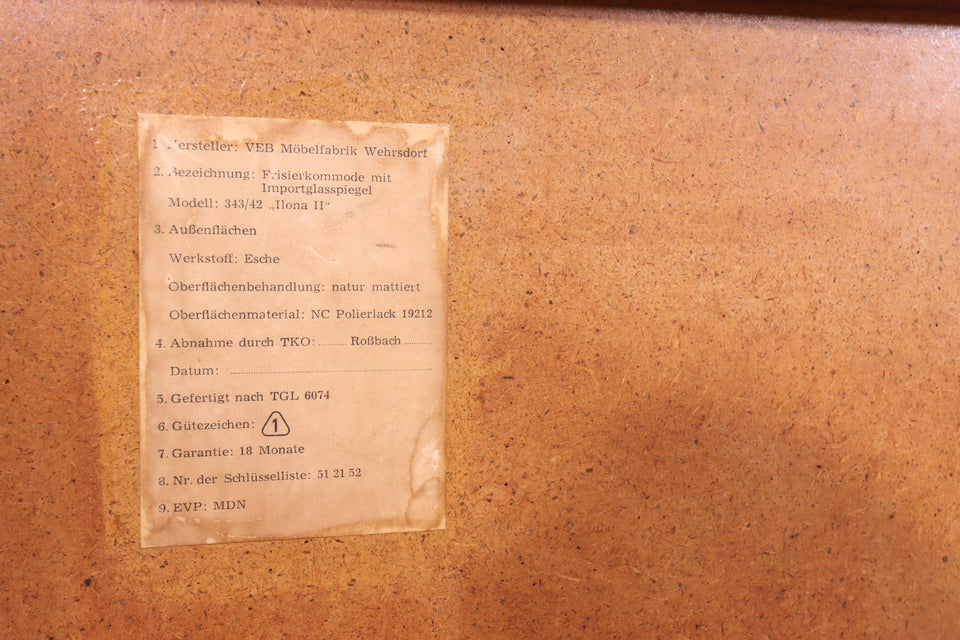 1. Hersteller: VEB Möbelfabrik Wehrsdorf
2. Bezeichnung: Frisierkommode mit
Importglasspiegel
Modell: 343/42 „Ilona II“
3. Außenflächen
Werkstoff: Esche
Oberflächenbehandlung: natur mattiert
Oberflächenmaterial: NC Polierlack 19212
4. Abnahme durch TKO: ......... Roßbach .........
Datum: ..................................................
5. Gefertigt nach TGL 6074
6. Gütezeichen: 1
7. Garantie: 18 Monate
8. Nr. der Schlüsselliste: 51 21 52
9. EVP: MDN